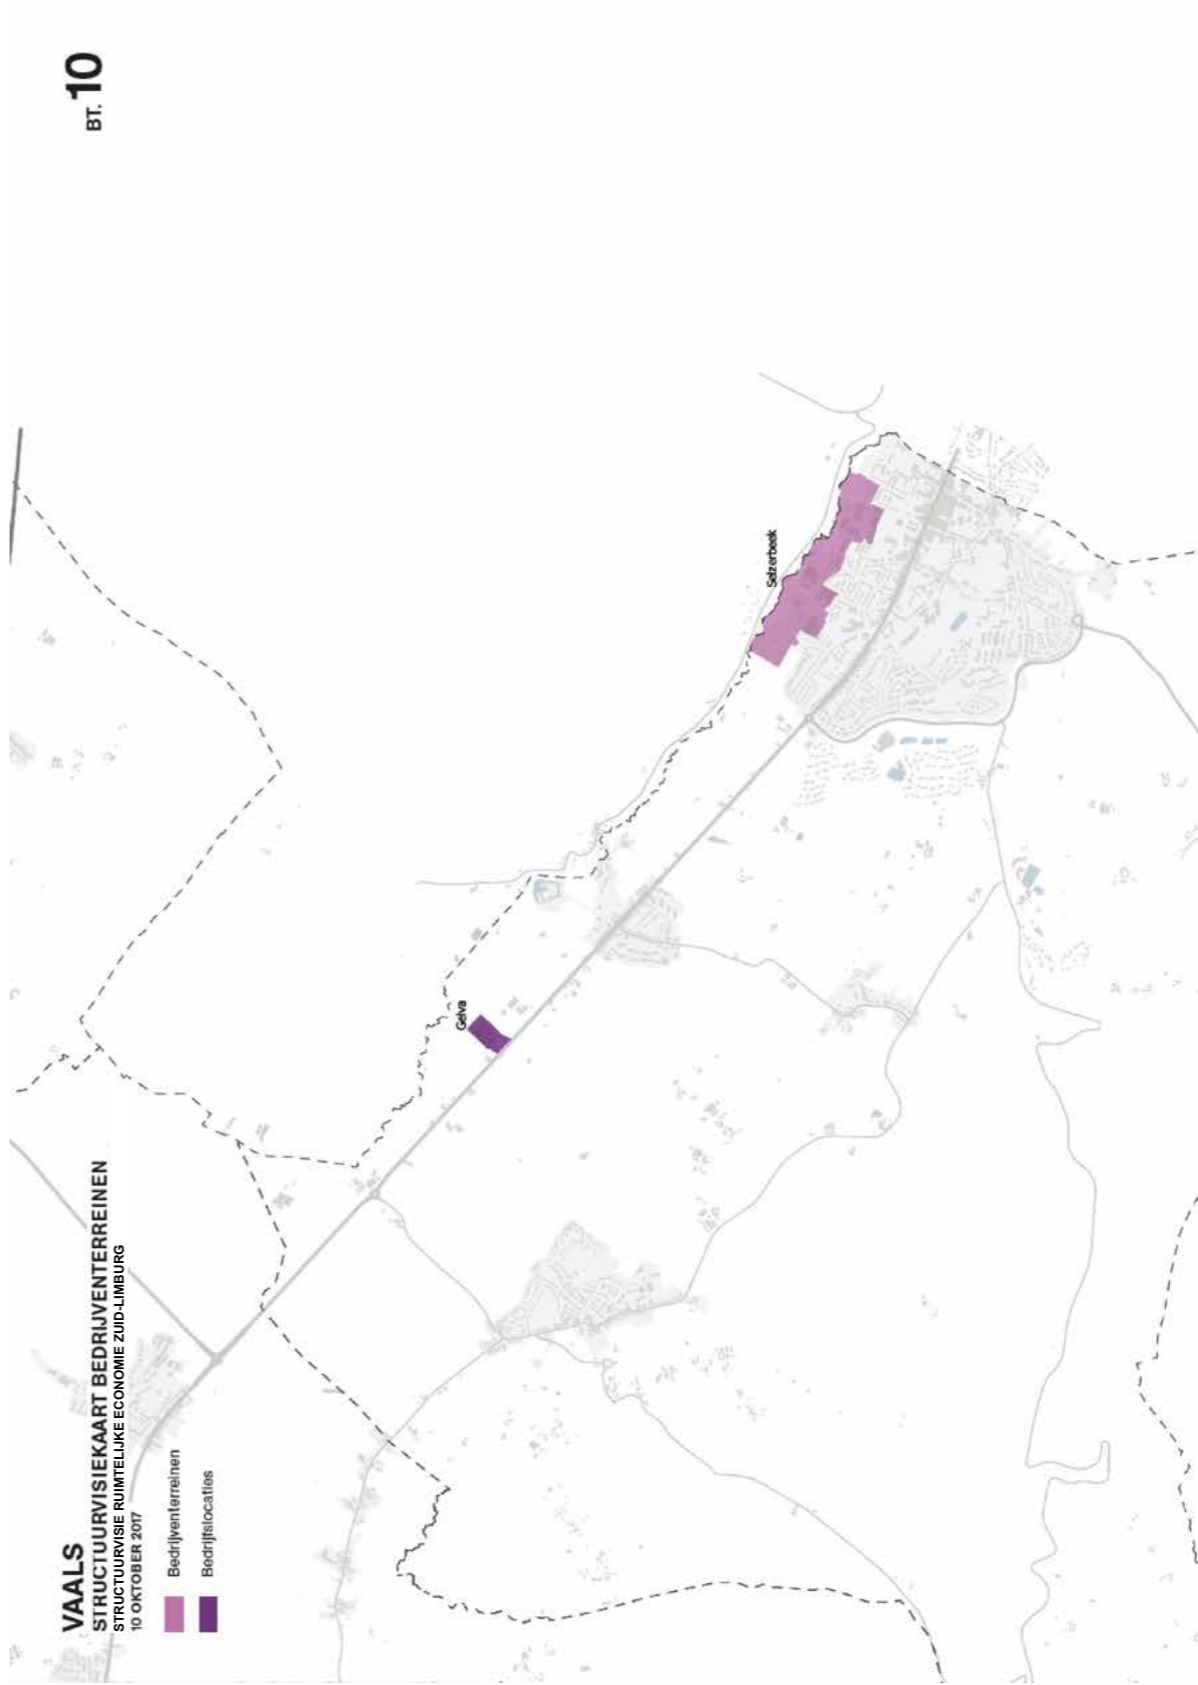 VAALS
STRUCTUURVISIEKAART BEDRIJVENTERREINEN
STRUCTUURVISIE RUIMTELIJKE ECONOMIE ZUID-LIMBURG
10 OKTOBER 2017
BT. 10
Bedrijventerreinen
Bedrijfslocaties
Gelva
Selzerbeek